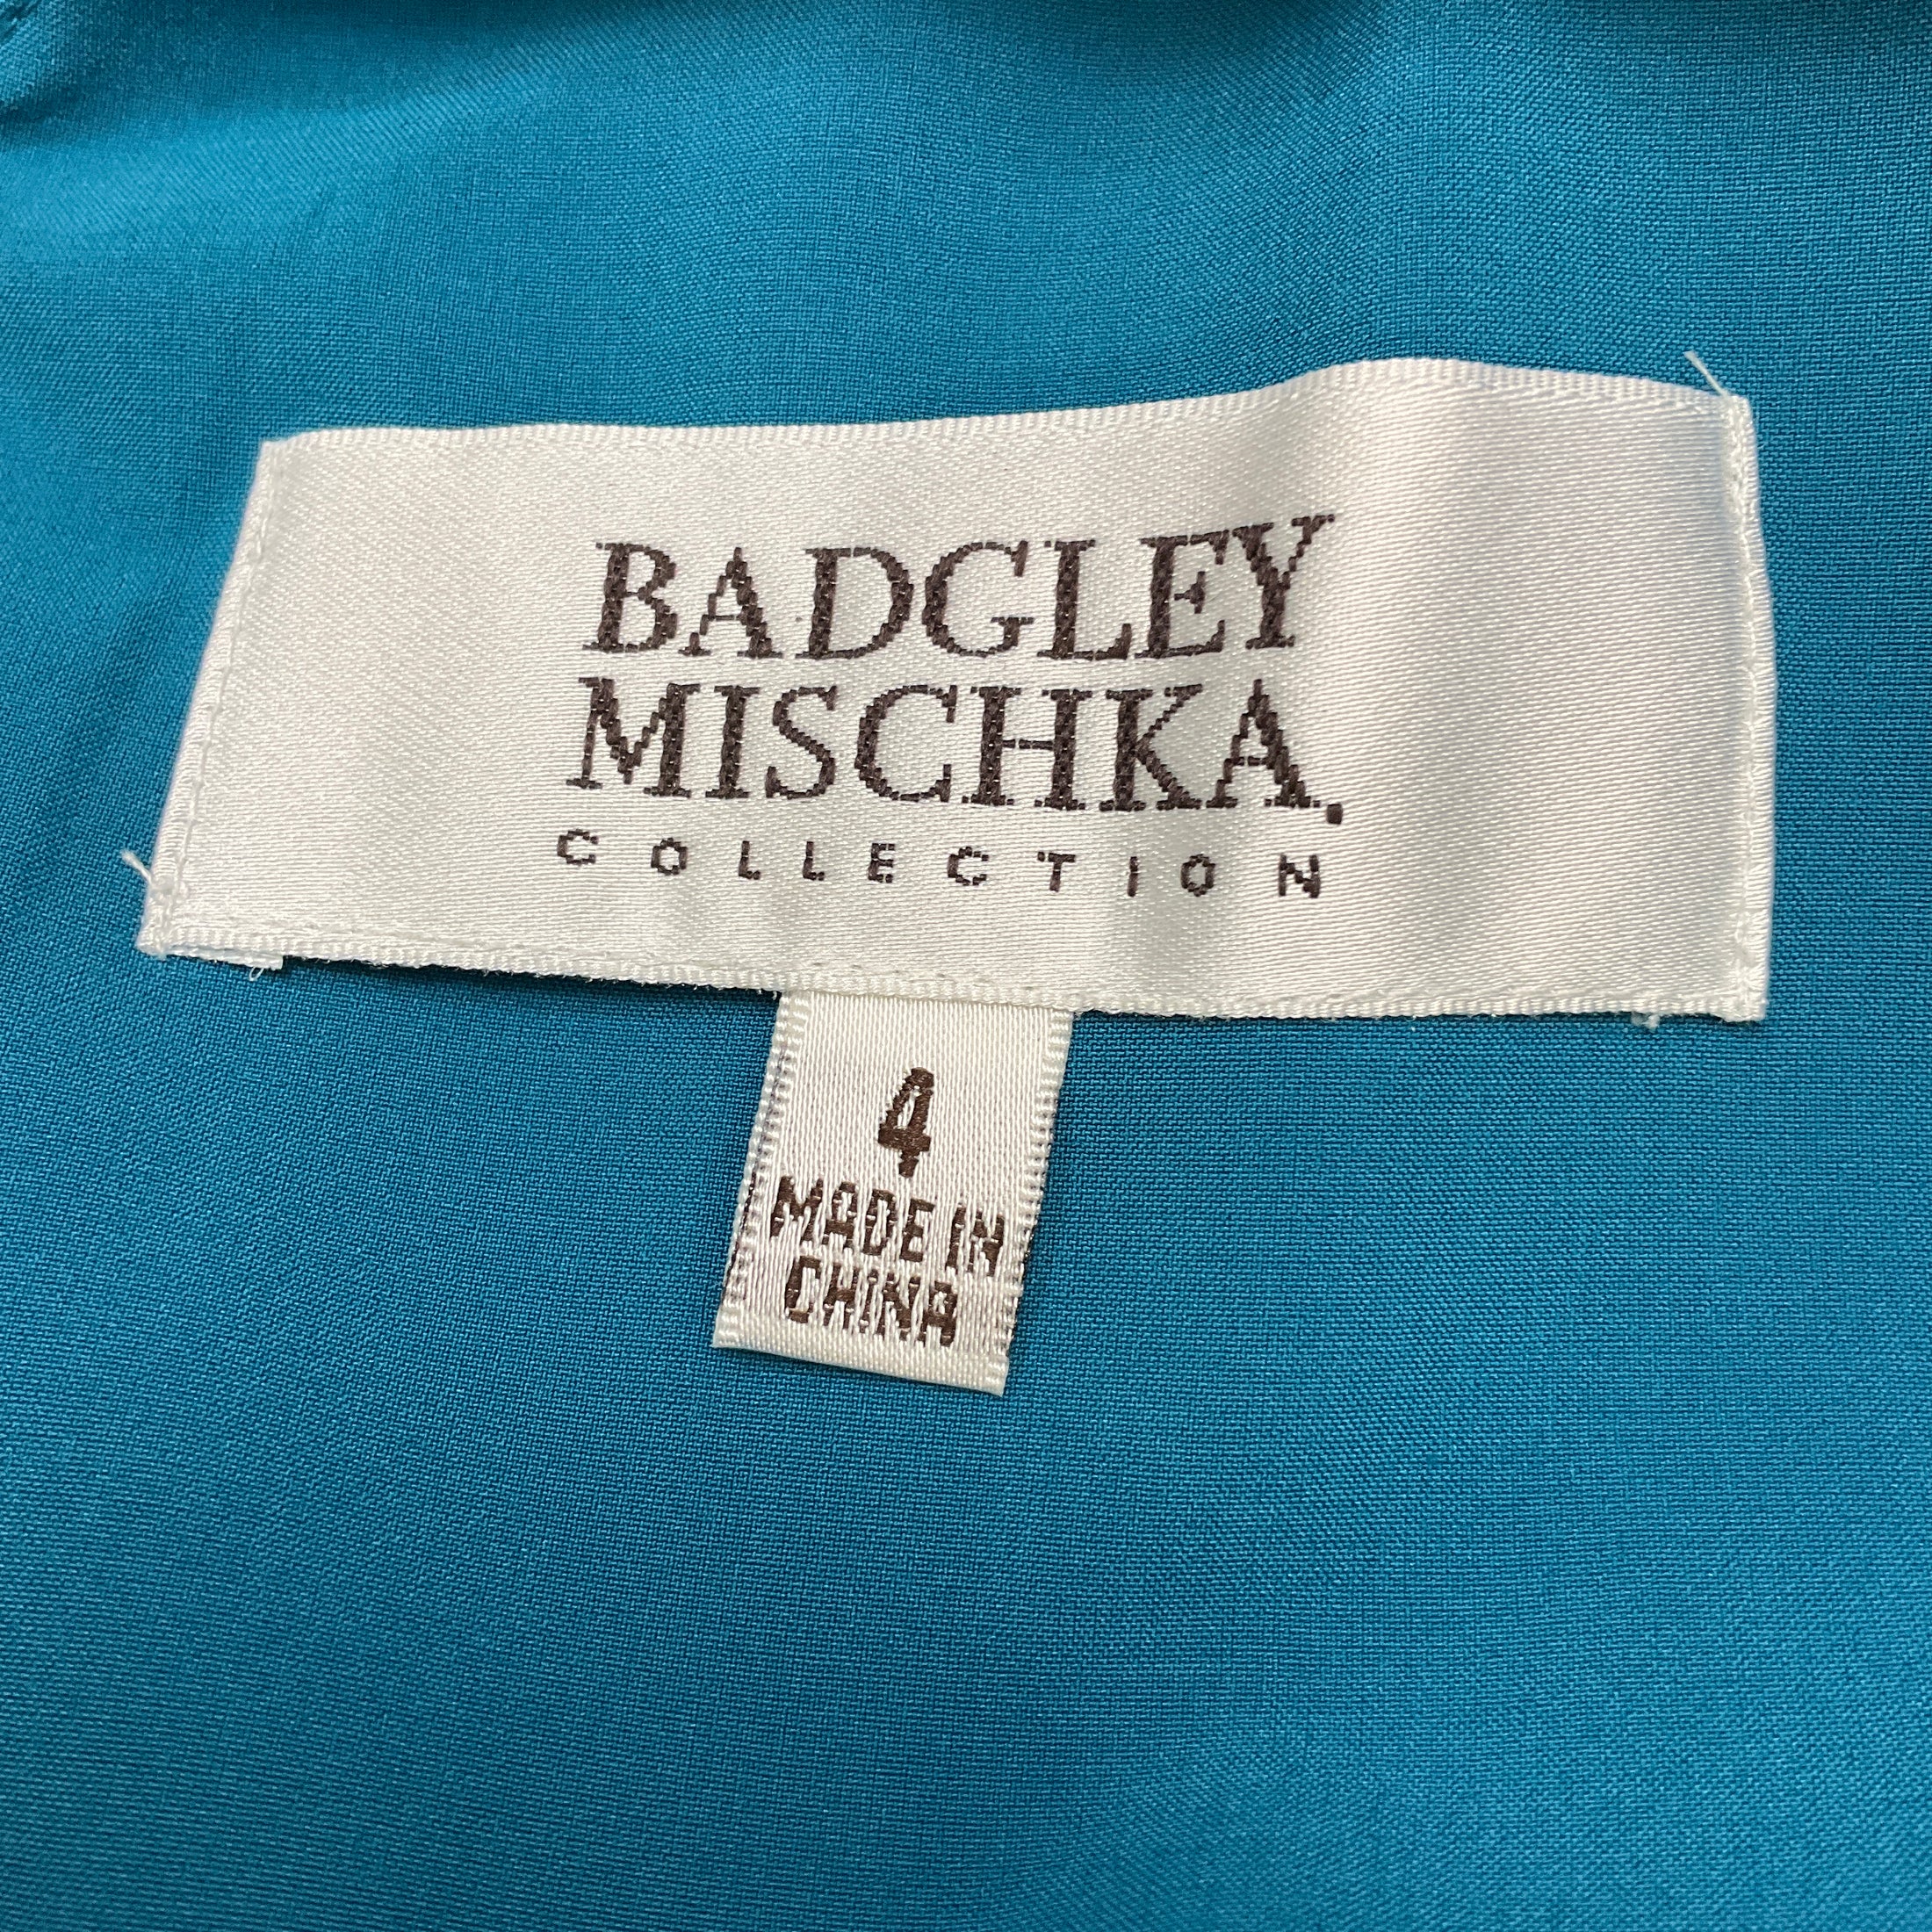 BADGLEY
MISCHKA.
COLLECTION
4
MADE IN
CHINA